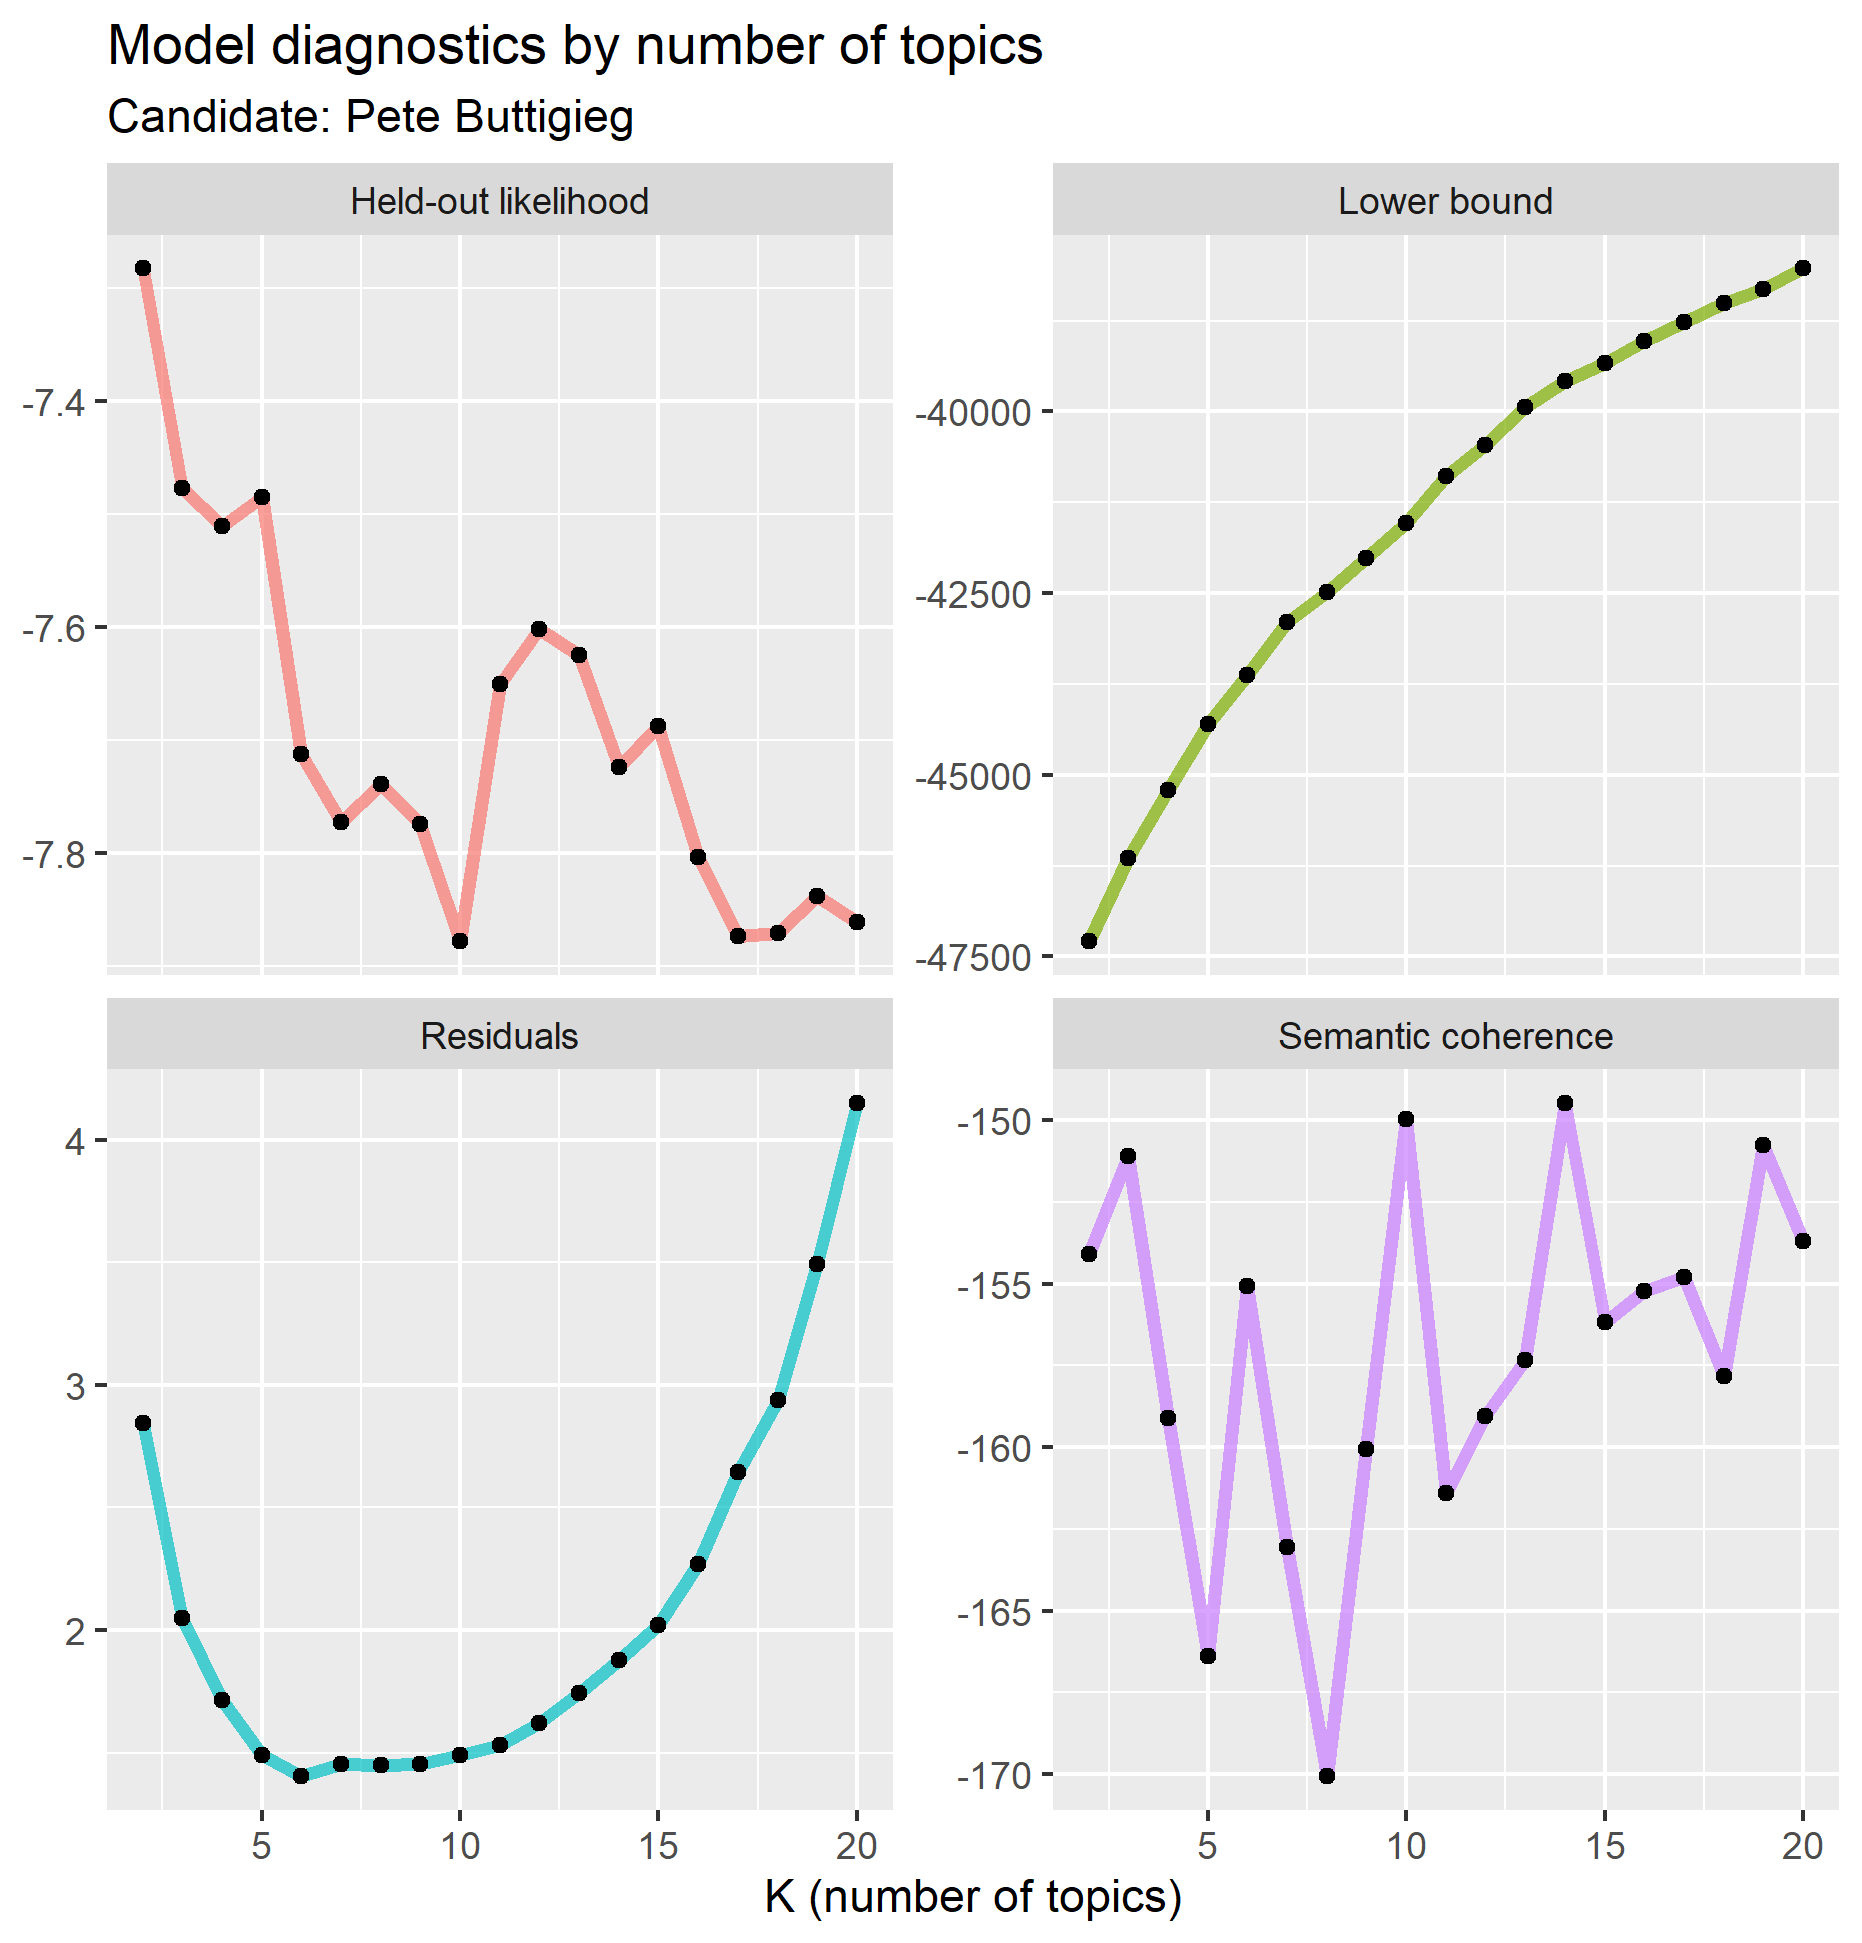 Model diagnostics by number of topics
Candidate: Pete Buttigieg
Held-out likelihood
-7.4
-7.6
-7.8
Lower bound
-40000
-42500
-45000
-47500
Residuals
4
3
2
5 10 15 20
Semantic coherence
-150
-155
-160
-165
-170
5 10 15 20
K (number of topics)